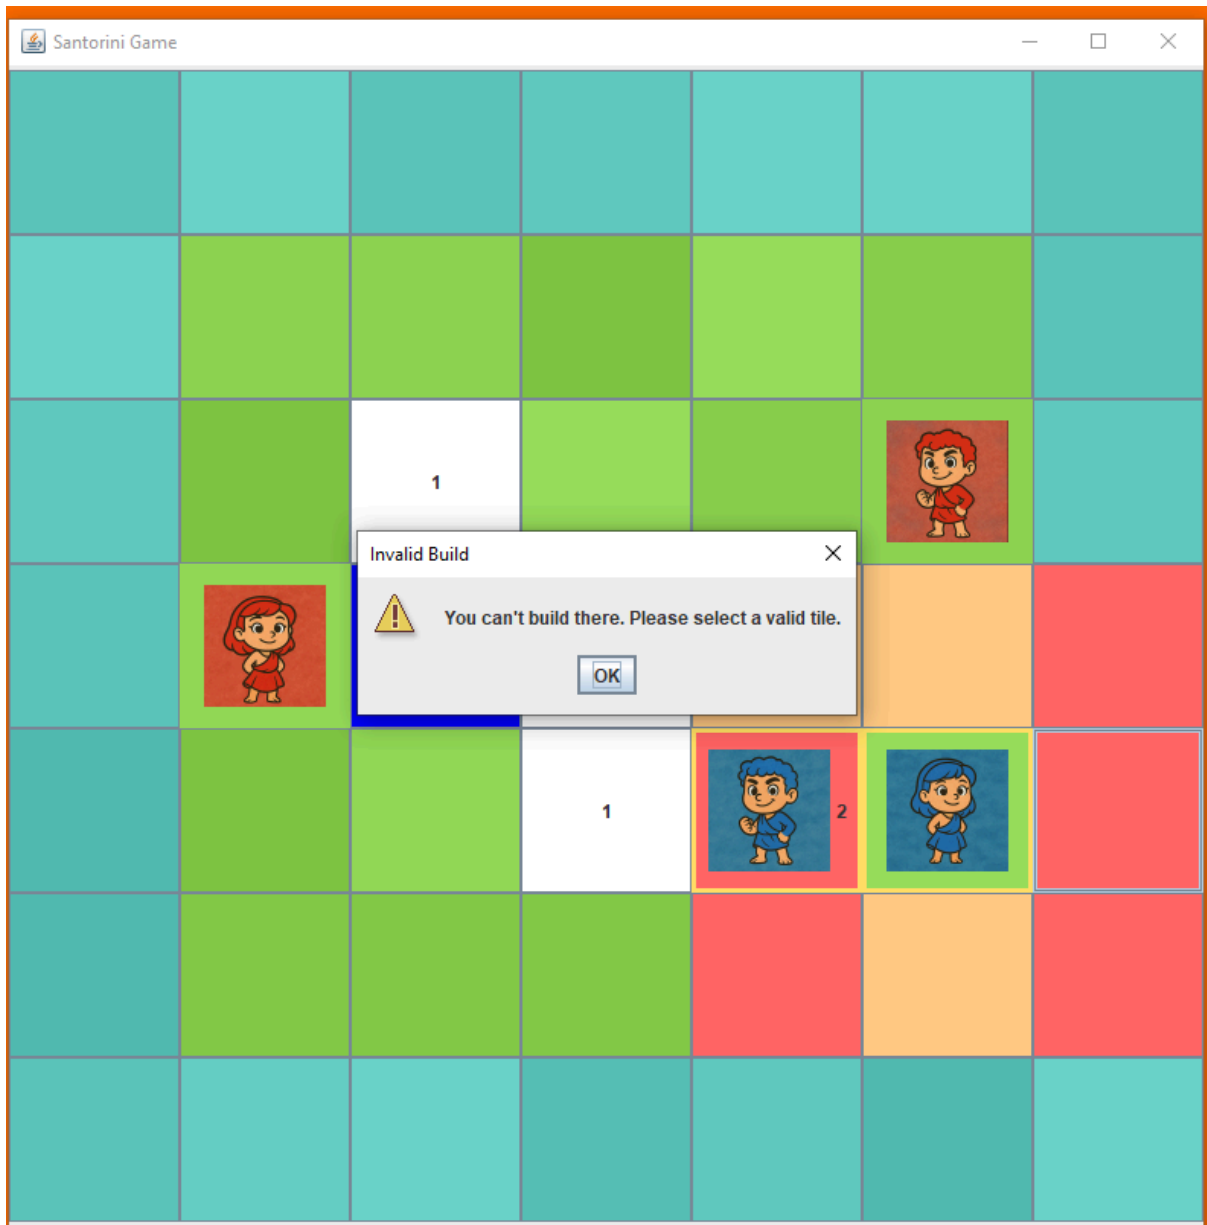 Santorini Game
1
Invalid Build
You can't build there. Please select a valid tile.
OK
1
2